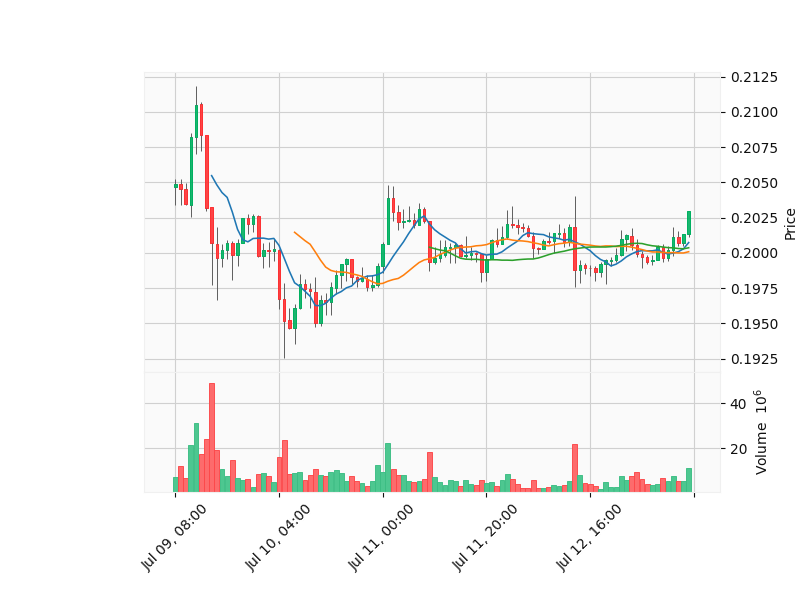 0.2125
0.2100
0.2075
0.2050
0.2025
0.2000
0.1975
0.1950
0.1925
Price
40
20
Volume 10^6
Jul 09, 08:00
Jul 10, 04:00
Jul 11, 00:00
Jul 11, 20:00
Jul 12, 16:00